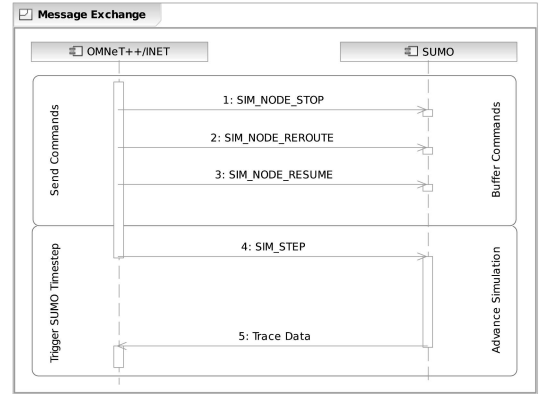 Message Exchange
OMNeT++/INET
SUMO
Send Commands
Buffer Commands
1: SIM_NODE_STOP
2: SIM_NODE_REROUTE
3: SIM_NODE_RESUME
Trigger SUMO Timestep
Advance Simulation
4: SIM_STEP
5: Trace Data